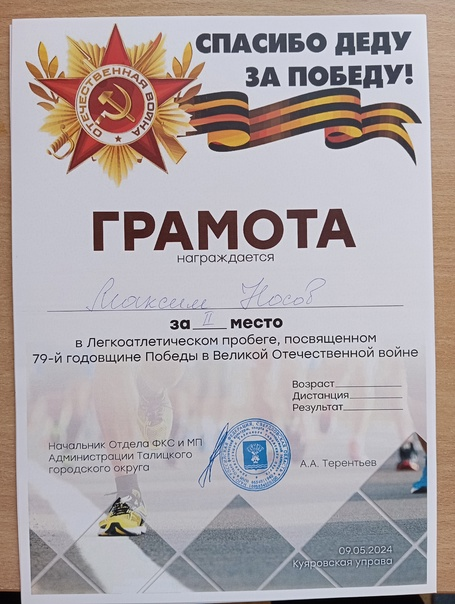 СПАСИБО ДЕДУ
ЗА ПОБЕДУ!
ОТЕЧЕСТВЕННАЯ ВОЙНА
ГРАМОТА
награждается
Максим Носов
за II место
в Легкоатлетическом пробеге, посвященном
79-й годовщине Победы в Великой Отечественной войне
Возраст
Дистанция
Результат
Начальник Отдела ФКС и МП
Администрации Талицкого
городского округа
А.А. Терентьев
09.05.2024
Куяровская управа